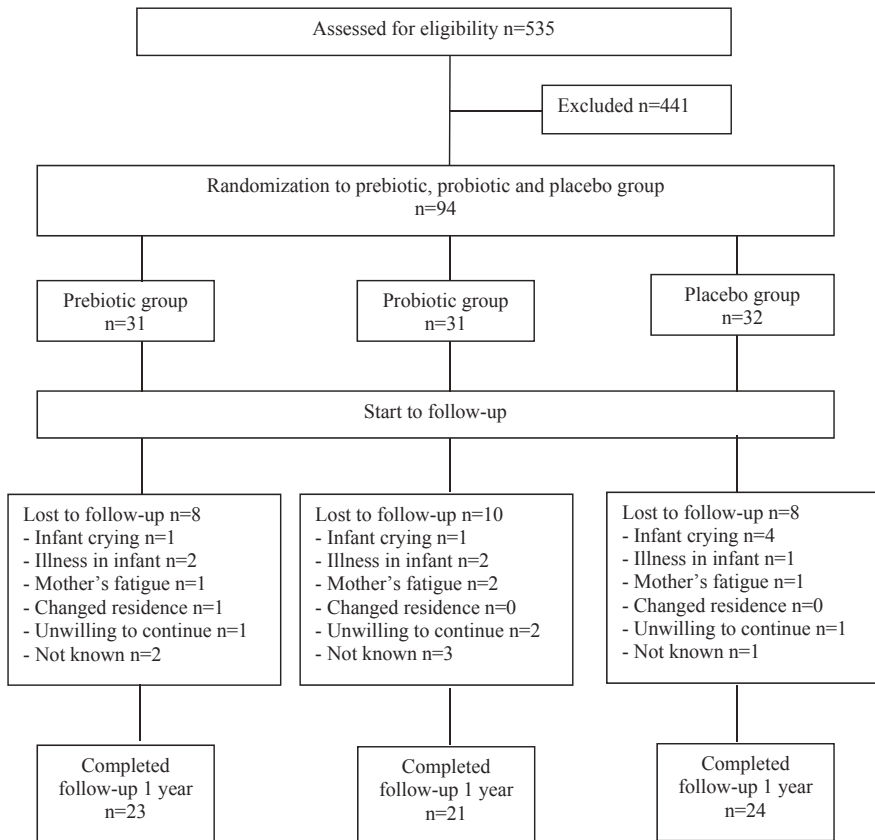 Assessed for eligibility n=535
Excluded n=441
Randomization to prebiotic, probiotic and placebo group
n=94
Prebiotic group
n=31
Probiotic group
n=31
Placebo group
n=32
Start to follow-up
Lost to follow-up n=8
- Infant crying n=1
- Illness in infant n=2
- Mother’s fatigue n=1
- Changed residence n=1
- Unwilling to continue n=1
- Not known n=2
Lost to follow-up n=10
- Infant crying n=1
- Illness in infant n=2
- Mother’s fatigue n=2
- Changed residence n=0
- Unwilling to continue n=2
- Not known n=3
Lost to follow-up n=8
- Infant crying n=4
- Illness in infant n=1
- Mother’s fatigue n=1
- Changed residence n=0
- Unwilling to continue n=1
- Not known n=1
Completed
follow-up 1 year
n=23
Completed
follow-up 1 year
n=21
Completed
follow-up 1 year
n=24